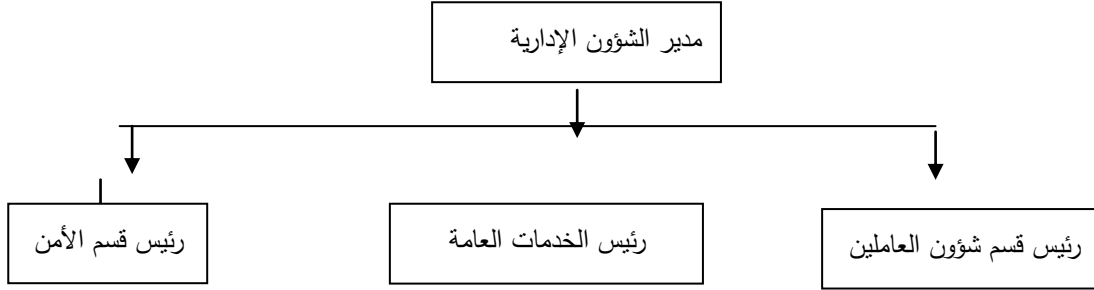 مدير الشؤون الإدارية
رئيس قسم شؤون العاملين
رئيس الخدمات العامة
رئيس قسم الأمن